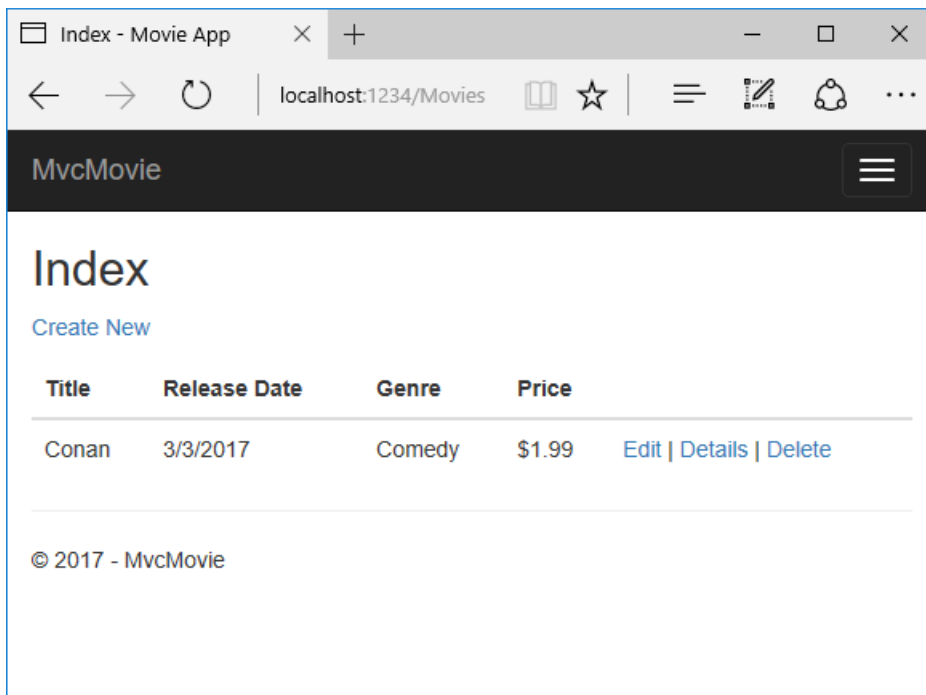 Index - Movie App
localhost:1234/Movies
MvcMovie
Index
Create New
Title Release Date Genre Price
Conan 3/3/2017 Comedy $1.99 Edit | Details | Delete
© 2017 - MvcMovie